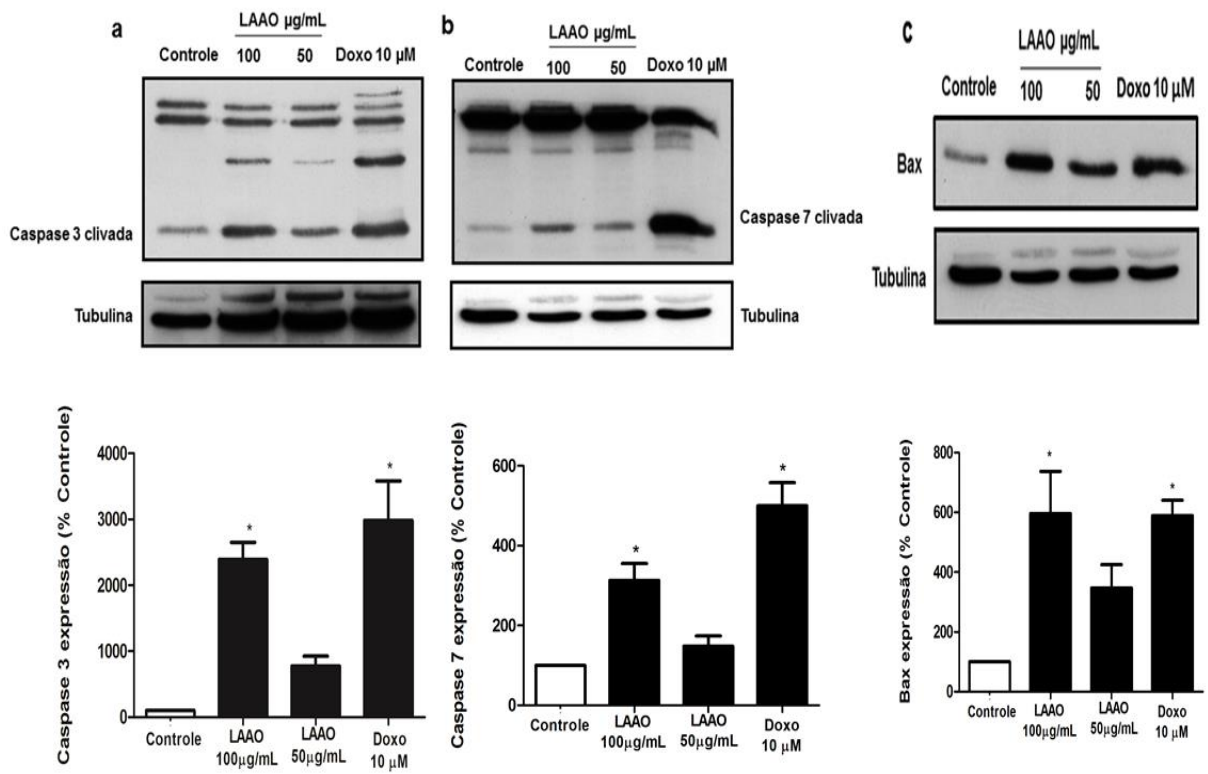 a
LAAO µg/mL
Controle 100 50 Doxo 10 µM
Caspase 3 clivada
Tubulina
b
LAAO µg/mL
Controle 100 50 Doxo 10 µM
Caspase 7 clivada
Tubulina
c
LAAO µg/mL
Controle 100 50 Doxo 10 µM
Bax
Tubulina
Caspase 3 expressão (% Controle)
4000
3000
2000
1000
0
* *
Controle LAAO 100µg/mL LAAO 50µg/mL Doxo 10 µM
Caspase 7 expressão (% Controle)
600
400
200
0
* *
Controle LAAO 100µg/mL LAAO 50µg/mL Doxo 10 µM
Bax expressão (% Controle)
800
600
400
200
0
* *
Controle LAAO 100µg/mL LAAO 50µg/mL Doxo 10 µM